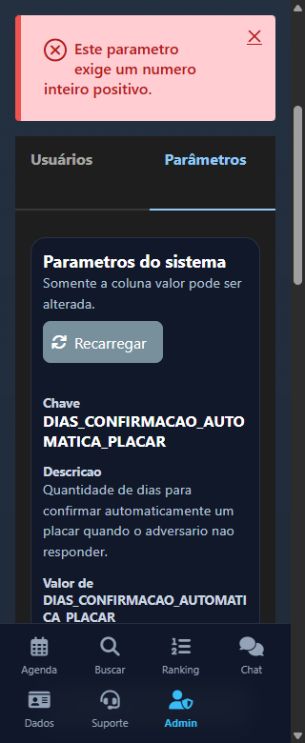 Este parametro
exige um numero
inteiro positivo.
Usuários
Parâmetros
Parametros do sistema
Somente a coluna valor pode ser
alterada.
Recarregar
Chave
DIAS_CONFIRMACAO_AUTO
MATICA_PLACAR
Descricao
Quantidade de dias para
confirmar automaticamente um
placar quando o adversario nao
responder.
Valor de
DIAS_CONFIRMACAO_AUTOMATI
CA_PLACAR
Agenda
Buscar
Ranking
Chat
Dados
Suporte
Admin